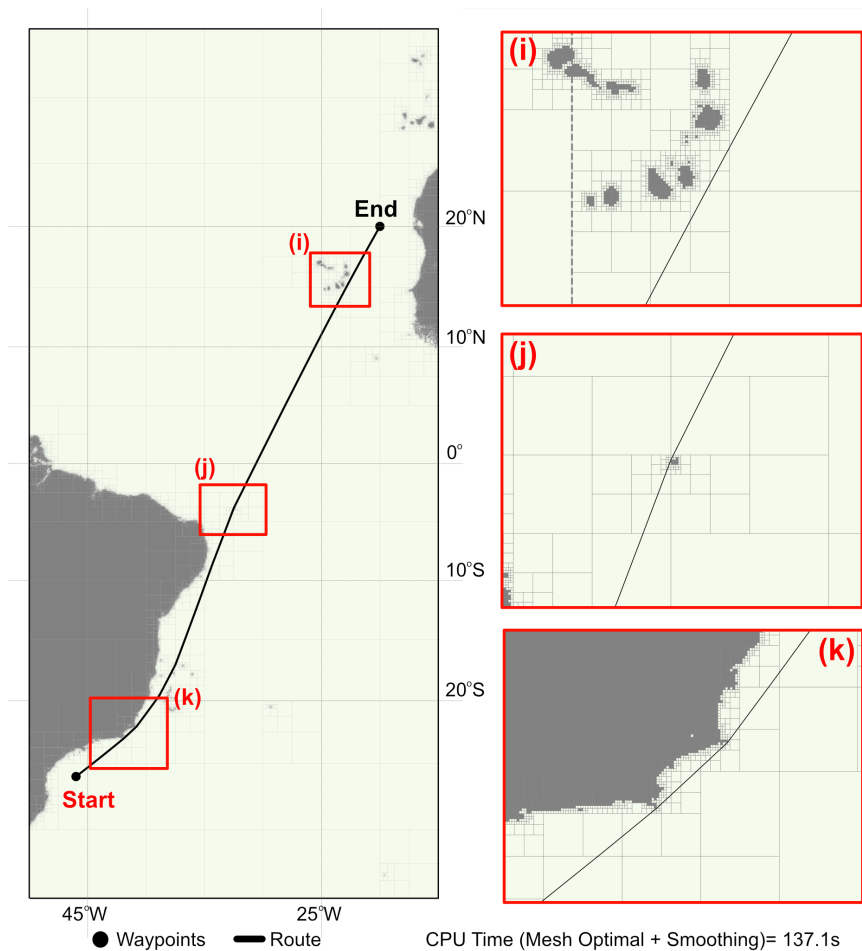 (i)
End
20°N
(i)
10°N
(j)
0°
(j)
10°S
(k)
20°S
(k)
Start
45°W
25°W
Waypoints
Route
CPU Time (Mesh Optimal + Smoothing)= 137.1s